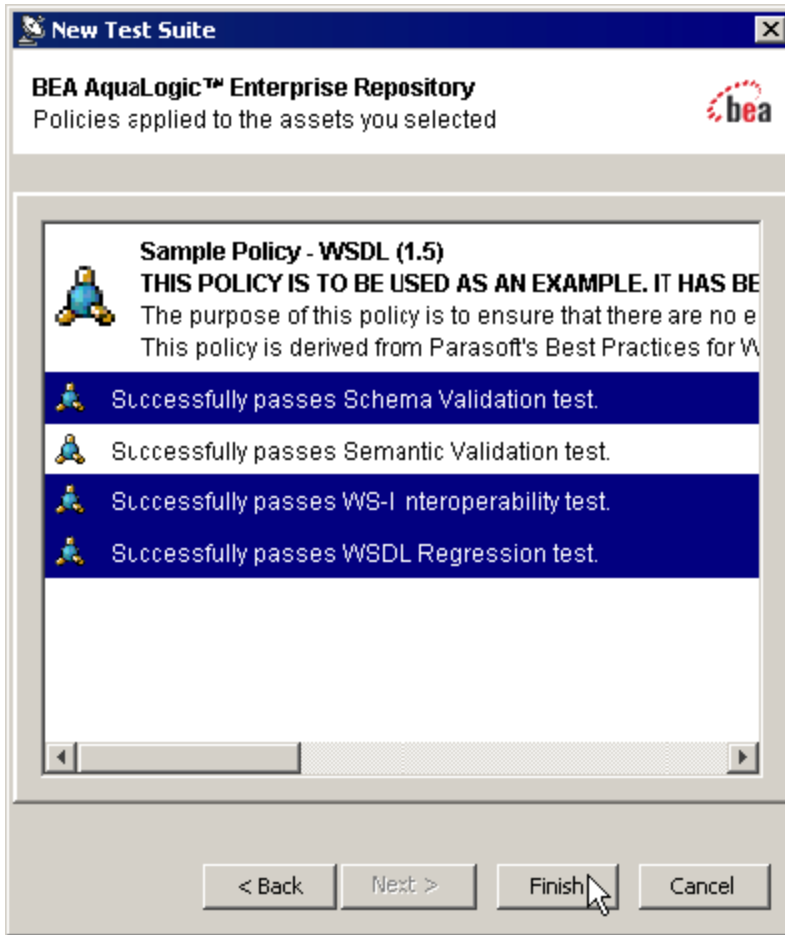 New Test Suite
BEA AquaLogic™ Enterprise Repository
Policies applied to the assets you selected
bea
Sample Policy - WSDL (1.5)
THIS POLICY IS TO BE USED AS AN EXAMPLE. IT HAS BE
The purpose of this policy is to ensure that there are no e
This policy is derived from Parasoft's Best Practices for W
Successfully passes Schema Validation test.
Successfully passes Semantic Validation test.
Successfully passes WS-I Interoperability test.
Successfully passes WSDL Regression test.
< Back Next > Finish Cancel